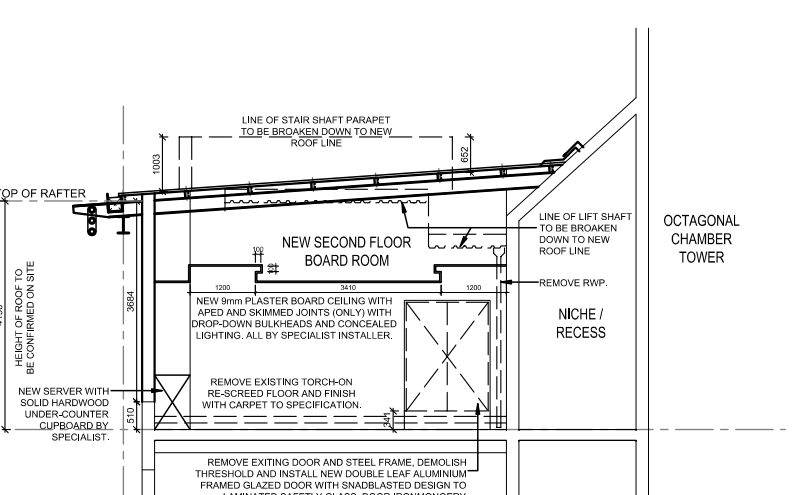 LINE OF STAIR SHAFT PARAPET
TO BE BROAKEN DOWN TO NEW
ROOF LINE
1003
652
TOP OF RAFTER
LINE OF LIFT SHAFT
TO BE BROAKEN
DOWN TO NEW
ROOF LINE
OCTAGONAL
CHAMBER
TOWER
NEW SECOND FLOOR
BOARD ROOM
100
REMOVE RWP.
1200
3410
1200
HEIGHT OF ROOF TO
BE CONFIRMED ON SITE
3684
NEW 9mm PLASTER BOARD CEILING WITH
APED AND SKIMMED JOINTS (ONLY) WITH
DROP-DOWN BULKHEADS AND CONCEALED
LIGHTING. ALL BY SPECIALIST INSTALLER.
NICHE /
RECESS
REMOVE EXISTING TORCH-ON
RE-SCREED FLOOR AND FINISH
WITH CARPET TO SPECIFICATION.
NEW SERVER WITH
SOLID HARDWOOD
UNDER-COUNTER
CUPBOARD BY
SPECIALIST.
510
341
REMOVE EXITING DOOR AND STEEL FRAME, DEMOLISH
THRESHOLD AND INSTALL NEW DOUBLE LEAF ALUMINIUM
FRAMED GLAZED DOOR WITH SNADBLASTED DESIGN TO
LAMINATED SAFETLY GLASS. DOOR IRONMONGERY